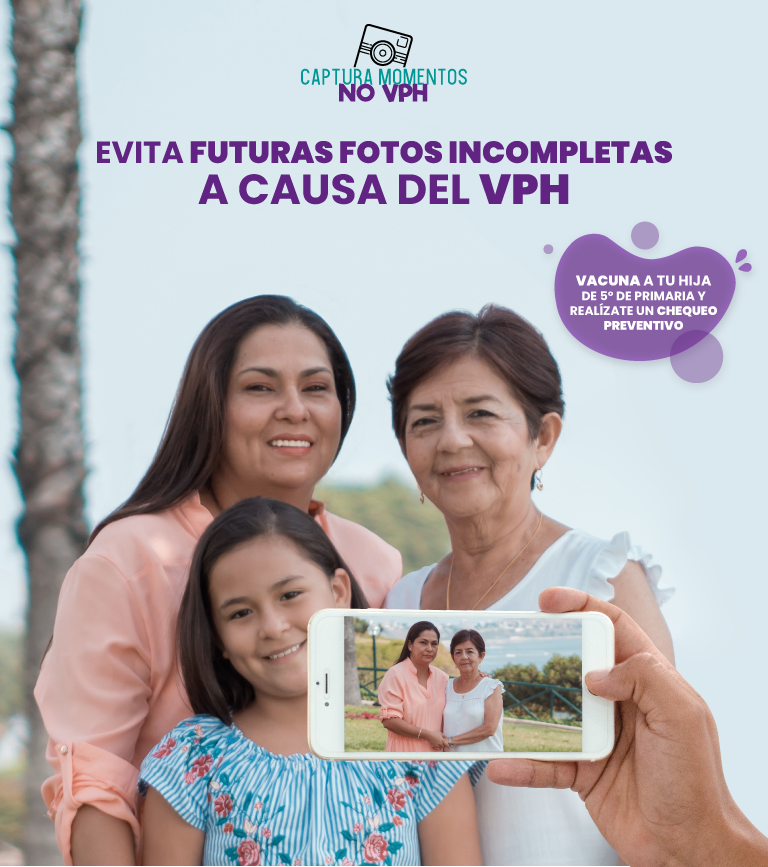 CAPTURA MOMENTOS
NO VPH
EVITA FUTURAS FOTOS INCOMPLETAS
A CAUSA DEL VPH
VACUNA A TU HIJA
DE 5° DE PRIMARIA Y
REALÍZATE UN CHEQUEO
PREVENTIVO